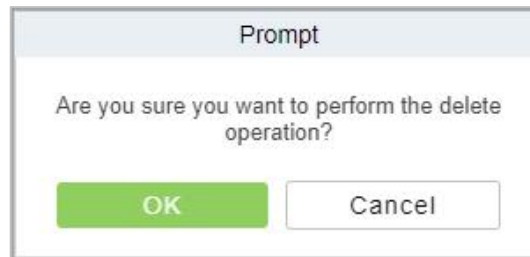 Prompt
Are you sure you want to perform the delete
operation?
OK
Cancel